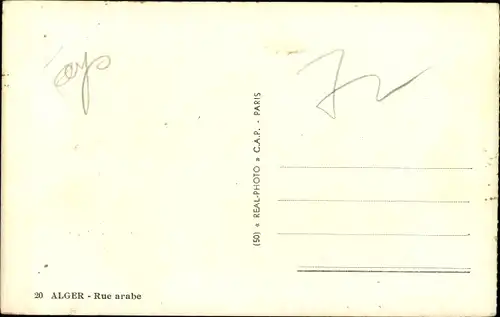 (50) « REAL-PHOTO » C.A.P. - PARIS
20 ALGER - Rue arabe